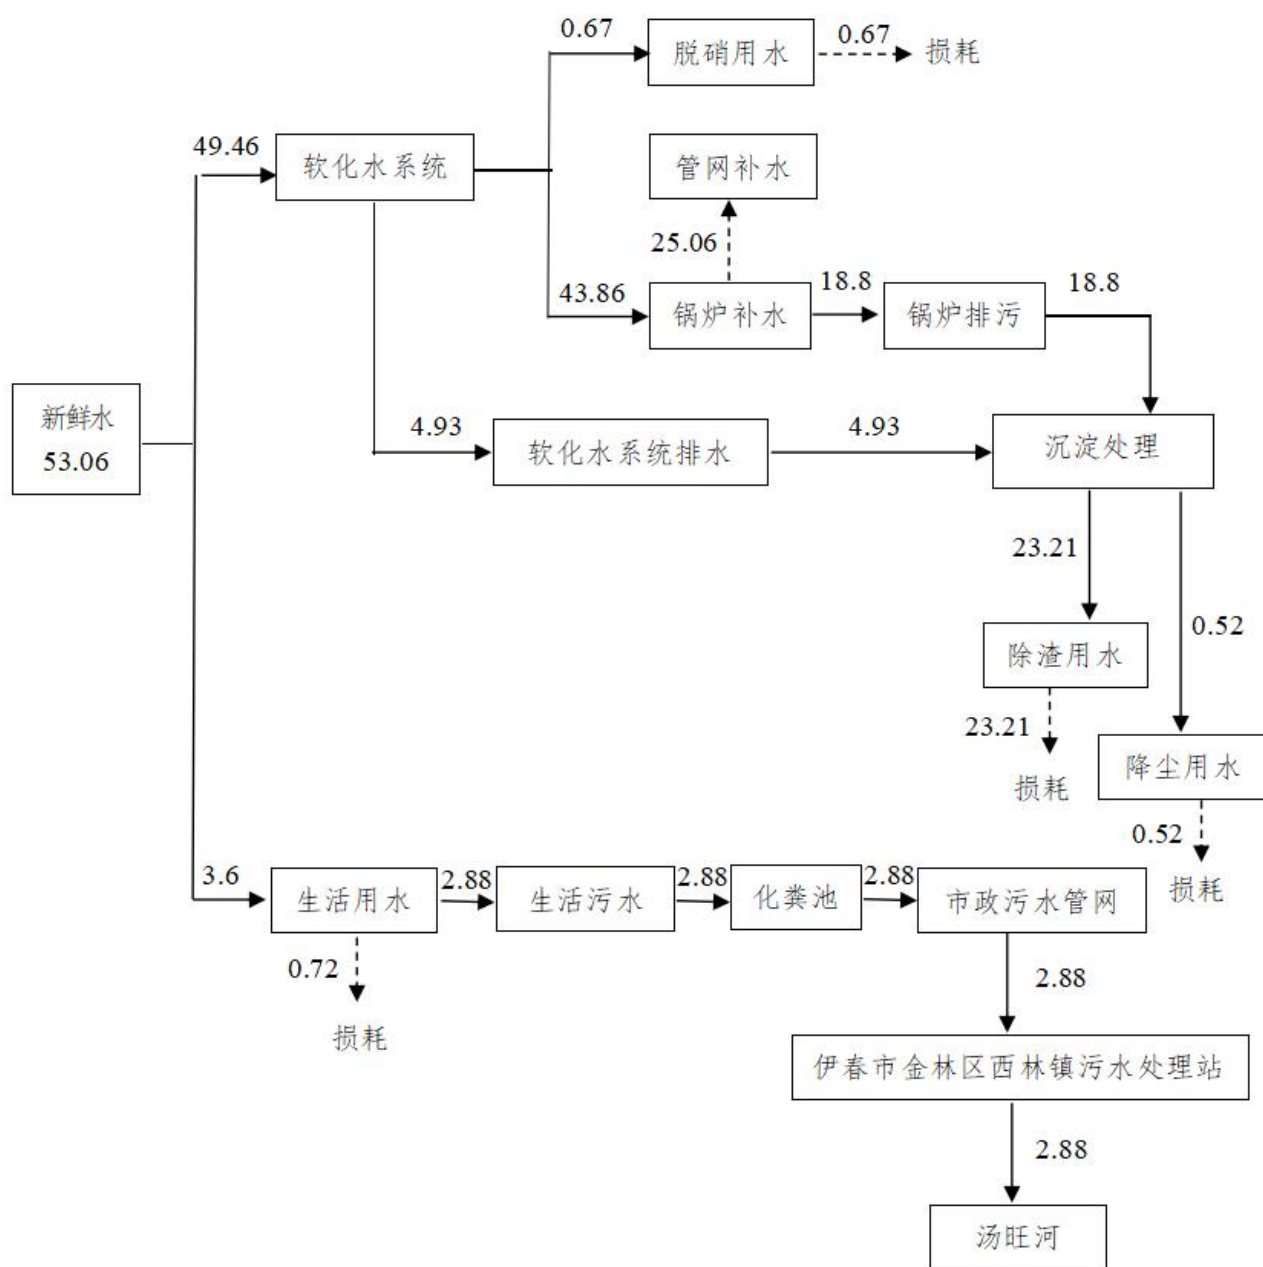 0.67
脱硝用水
0.67
损耗
49.46
软化水系统
管网补水
25.06
43.86
锅炉补水
18.8
锅炉排污
18.8
新鲜水
53.06
4.93
软化水系统排水
4.93
沉淀处理
23.21
0.52
除渣用水
23.21
损耗
降尘用水
0.52
损耗
3.6
生活用水
2.88
生活污水
2.88
化粪池
2.88
市政污水管网
0.72
损耗
2.88
伊春市金林区西林镇污水处理站
2.88
汤旺河